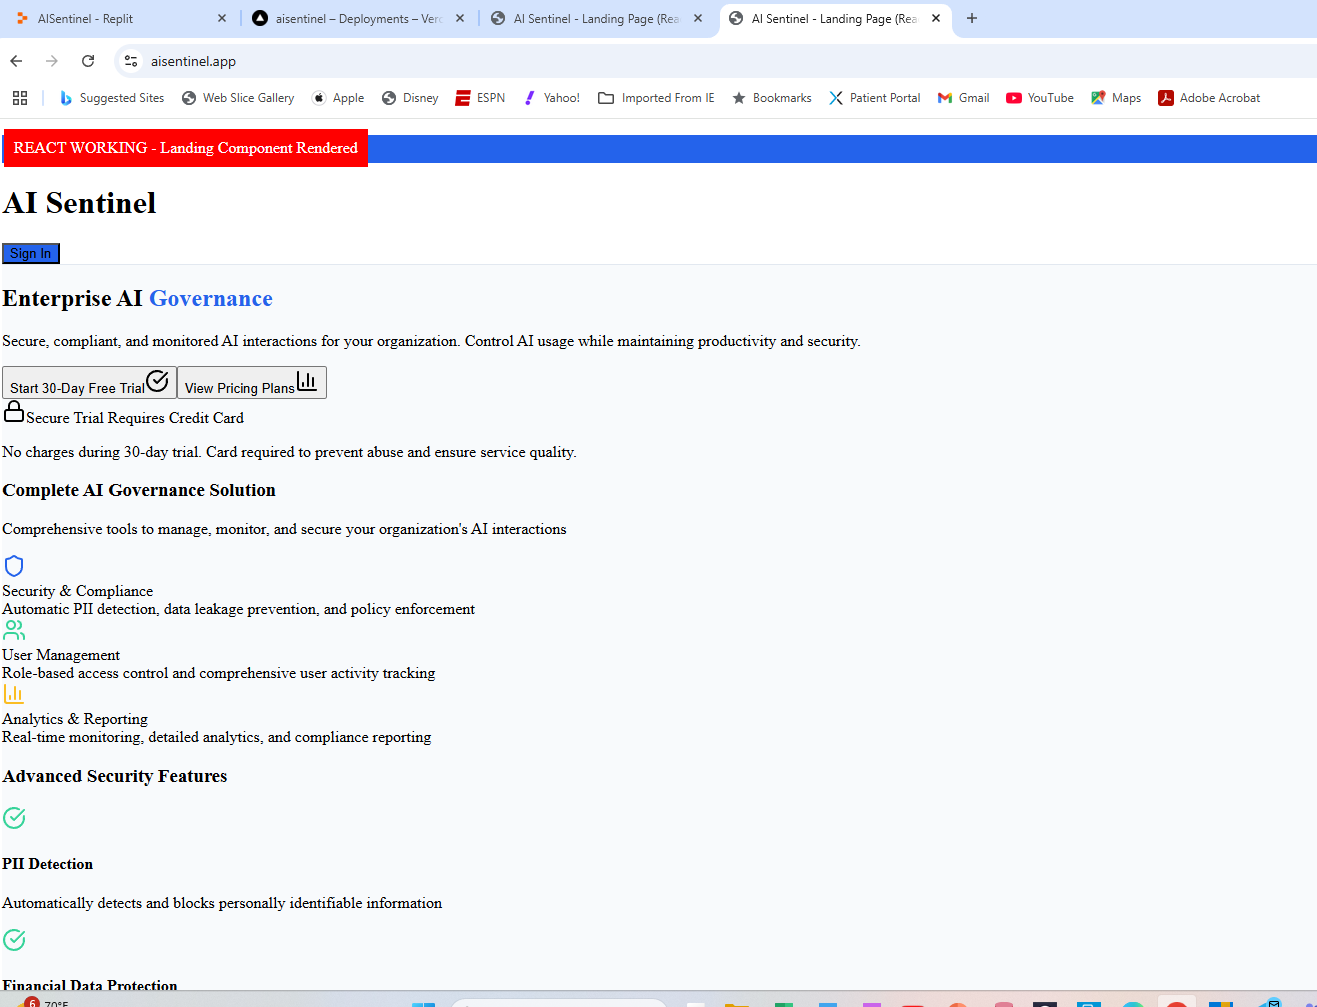 AISentinel - Replit
aisentinel – Deployments – Verc
AI Sentinel - Landing Page (Rea
AI Sentinel - Landing Page (Rea
aisentinel.app
Suggested Sites
Web Slice Gallery
Apple
Disney
ESPN
Yahoo!
Imported From IE
Bookmarks
Patient Portal
Gmail
YouTube
Maps
Adobe Acrobat
REACT WORKING - Landing Component Rendered
AI Sentinel
Sign In
Enterprise AI Governance
Secure, compliant, and monitored AI interactions for your organization. Control AI usage while maintaining productivity and security.
Start 30-Day Free Trial
View Pricing Plans
Secure Trial Requires Credit Card
No charges during 30-day trial. Card required to prevent abuse and ensure service quality.
Complete AI Governance Solution
Comprehensive tools to manage, monitor, and secure your organization's AI interactions
Security & Compliance
Automatic PII detection, data leakage prevention, and policy enforcement
User Management
Role-based access control and comprehensive user activity tracking
Analytics & Reporting
Real-time monitoring, detailed analytics, and compliance reporting
Advanced Security Features
PII Detection
Automatically detects and blocks personally identifiable information
Financial Data Protection
6
70°F